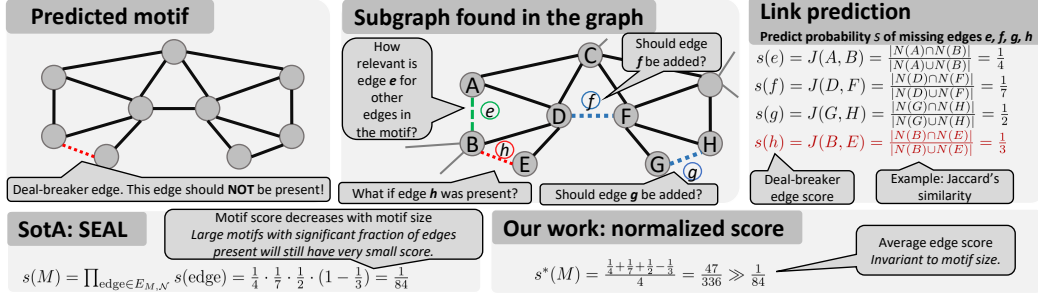 Predicted motif
Deal-breaker edge. This edge should NOT be present!
Subgraph found in the graph
How
relevant is
edge e for
other
edges in
the motif?
Should edge
f be added?
C
A
e
f
D
F
B
h
H
E
G
g
What if edge h was present?
Should edge g be added?
Link prediction
Predict probability s of missing edges e, f, g, h
s(e) = J(A, B) = |N(A)∩N(B)| / |N(A)∪N(B)| = 1/4
s(f) = J(D, F) = |N(D)∩N(F)| / |N(D)∪N(F)| = 1/7
s(g) = J(G, H) = |N(G)∩N(H)| / |N(G)∪N(H)| = 1/2
s(h) = J(B, E) = |N(B)∩N(E)| / |N(B)∪N(E)| = 1/3
Deal-breaker
edge score
Example: Jaccard's
similarity
SotA: SEAL
Motif score decreases with motif size
Large motifs with significant fraction of edges
present will still have very small score.
s(M) = ∏edge∈E_M,N s(edge) = 1/4 · 1/7 · 1/2 · (1 − 1/3) = 1/84
Our work: normalized score
Average edge score
Invariant to motif size.
s*(M) = (1/4 + 1/7 + 1/2 − 1/3) / 4 = 47/336 ≫ 1/84